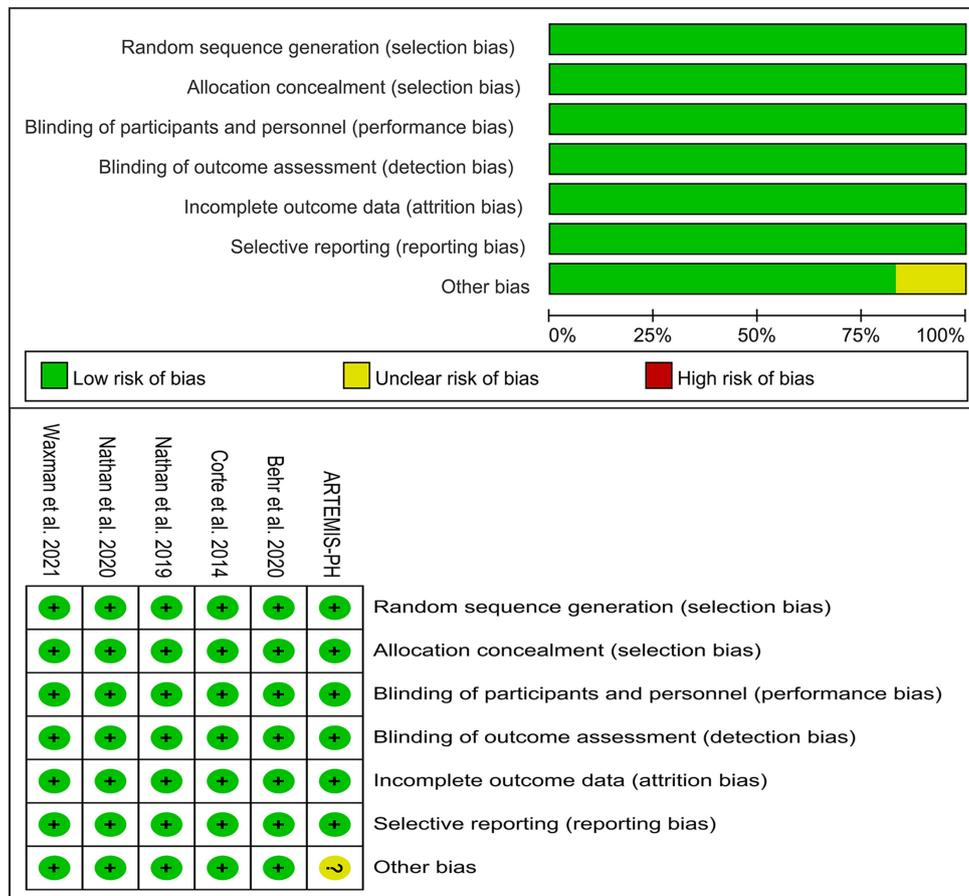 Random sequence generation (selection bias)
Allocation concealment (selection bias)
Blinding of participants and personnel (performance bias)
Blinding of outcome assessment (detection bias)
Incomplete outcome data (attrition bias)
Selective reporting (reporting bias)
Other bias
0% 25% 50% 75% 100%
Low risk of bias Unclear risk of bias High risk of bias
Waxman et al. 2021
Nathan et al. 2020
Nathan et al. 2019
Corte et al. 2014
Behr et al. 2020
ARTEMIS-PH
+ + + + + + Random sequence generation (selection bias)
+ + + + + + Allocation concealment (selection bias)
+ + + + + + Blinding of participants and personnel (performance bias)
+ + + + + + Blinding of outcome assessment (detection bias)
+ + + + + + Incomplete outcome data (attrition bias)
+ + + + + + Selective reporting (reporting bias)
+ + + + + ? Other bias